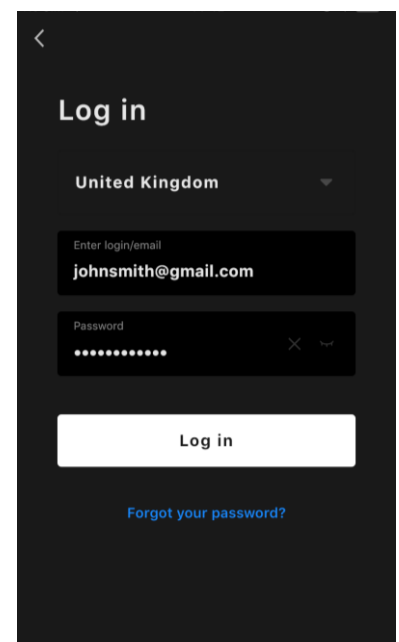 Log in
United Kingdom
Enter login/email
johnsmith@gmail.com
Password
••••••••••••
Log in
Forgot your password?